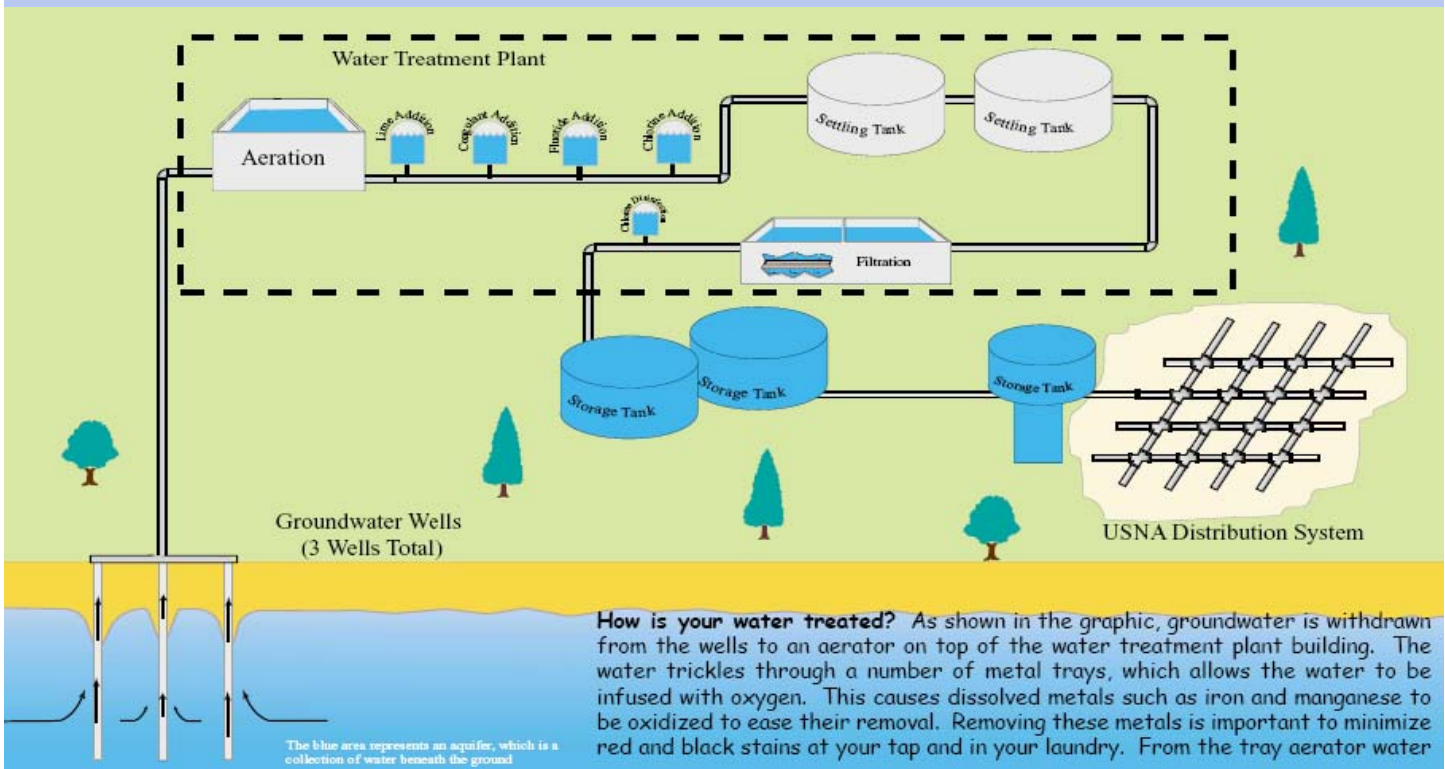 Water Treatment Plant
Aeration
Lime Addition
Coagulant Addition
Fluoride Addition
Chlorine Addition
Settling Tank
Settling Tank
Chlorine Disinfection
Filtration
Storage Tank
Storage Tank
Storage Tank
Groundwater Wells
(3 Wells Total)
USNA Distribution System
The blue area represents an aquifer, which is a
collection of water beneath the ground
How is your water treated? As shown in the graphic, groundwater is withdrawn
from the wells to an aerator on top of the water treatment plant building. The
water trickles through a number of metal trays, which allows the water to be
infused with oxygen. This causes dissolved metals such as iron and manganese to
be oxidized to ease their removal. Removing these metals is important to minimize
red and black stains at your tap and in your laundry. From the tray aerator water